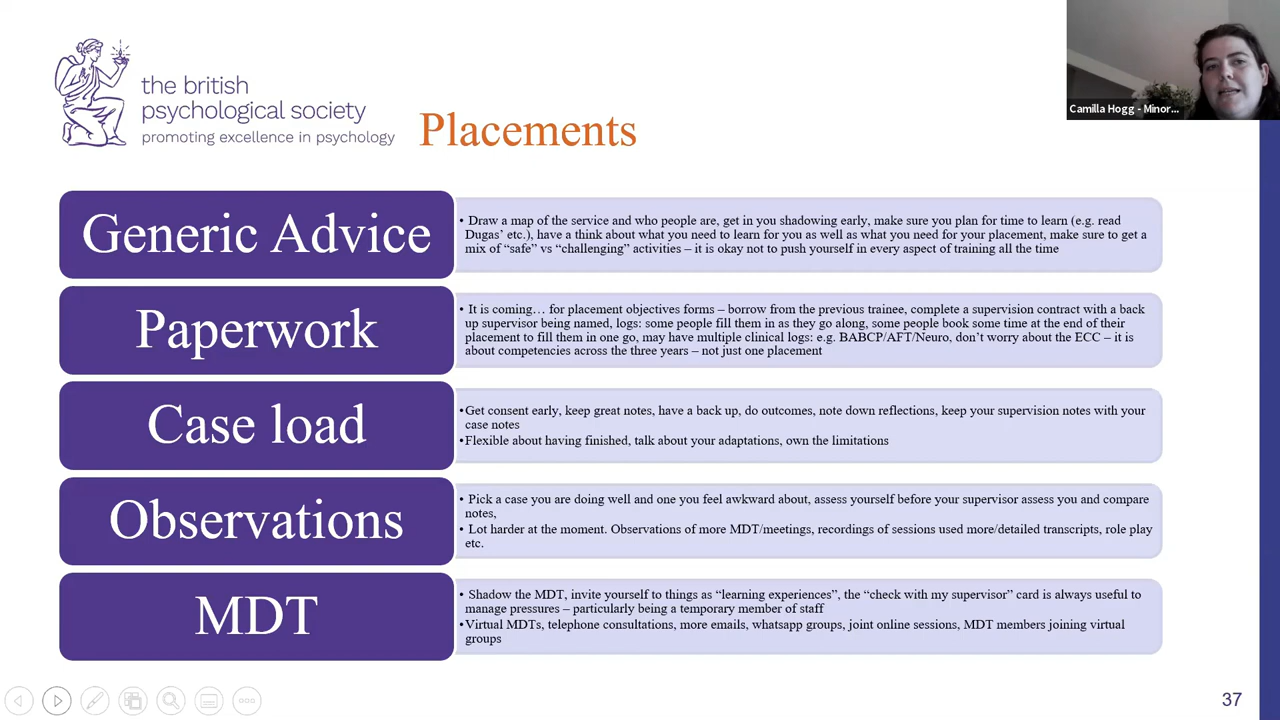 Camilla Hogg - Minor...
the british
psychological society
promoting excellence in psychology
Placements
Generic Advice
• Draw a map of the service and who people are, get in you shadowing early, make sure you plan for time to learn (e.g. read
Dugas’ etc.), have a think about what you need to learn for you as well as what you need for your placement, make sure to get a
mix of “safe” vs “challenging” activities – it is okay not to push yourself in every aspect of training all the time
Paperwork
• It is coming… for placement objectives forms – borrow from the previous trainee, complete a supervision contract with a back
up supervisor being named, logs: some people fill them in as they go along, some people book some time at the end of their
placement to fill them in one go, may have multiple clinical logs: e.g. BABCP/AFT/Neuro, don’t worry about the ECC – it is
about competencies across the three years – not just one placement
Case load
•Get consent early, keep great notes, have a back up, do outcomes, note down reflections, keep your supervision notes with your
case notes
•Flexible about having finished, talk about your adaptations, own the limitations
Observations
• Pick a case you are doing well and one you feel awkward about, assess yourself before your supervisor assess you and compare
notes,
• Lot harder at the moment. Observations of more MDT/meetings, recordings of sessions used more/detailed transcripts, role play
etc.
MDT
• Shadow the MDT, invite yourself to things as “learning experiences”, the “check with my supervisor” card is always useful to
manage pressures – particularly being a temporary member of staff
•Virtual MDTs, telephone consultations, more emails, whatsapp groups, joint online sessions, MDT members joining virtual
groups
37